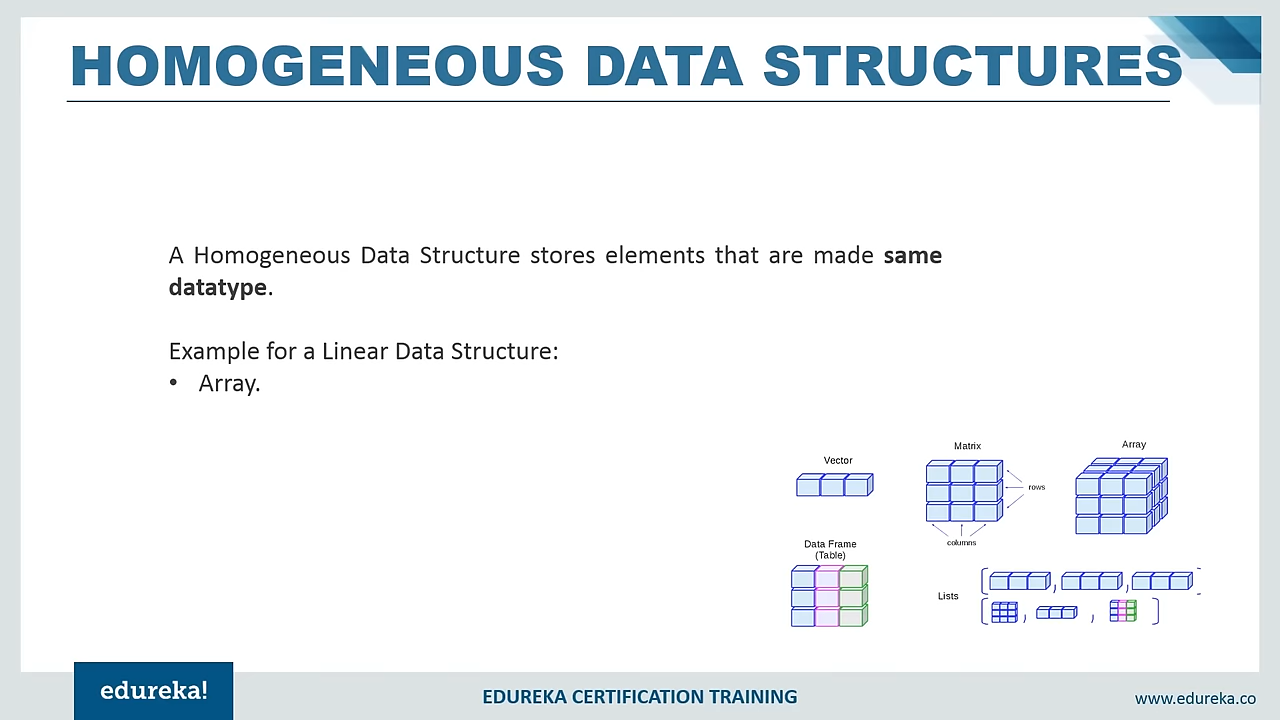 HOMOGENEOUS DATA STRUCTURES
A Homogeneous Data Structure stores elements that are made same
datatype.
Example for a Linear Data Structure:
• Array.
Vector
Matrix
rows
columns
Array
Data Frame
(Table)
Lists
edureka!
EDUREKA CERTIFICATION TRAINING
www.edureka.co